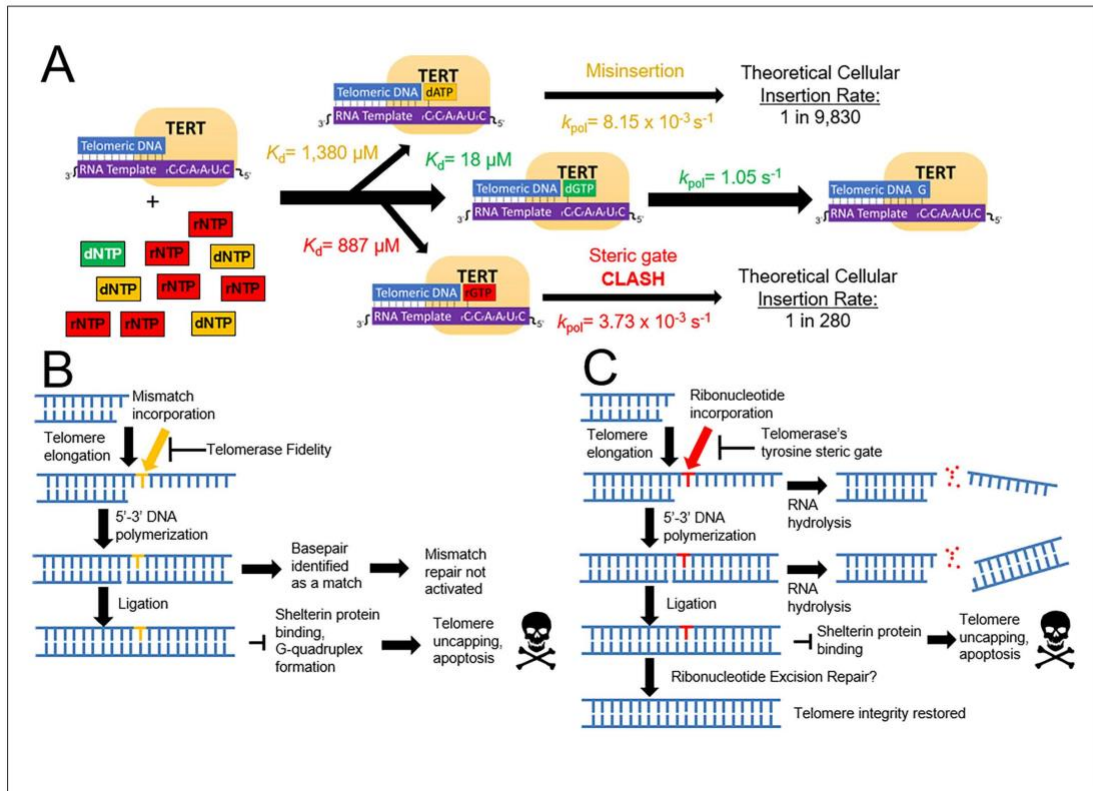 A
TERT
Telomeric DNA
RNA Template
3'
rCrCrArArUrC
5'
+
rNTP
dNTP
rNTP
dNTP
dNTP
rNTP
rNTP
rNTP
rNTP
dNTP
Kd= 1,380 µM
Kd= 18 µM
Kd= 887 µM
TERT
Telomeric DNA
dATP
3'
RNA Template
rCrCrArArUrC
5'
Misinsertion
kpol= 8.15 x 10-3 s-1
Theoretical Cellular
Insertion Rate:
1 in 9,830
TERT
Telomeric DNA
dGTP
3'
RNA Template
rCrCrArArUrC
5'
kpol= 1.05 s-1
TERT
Telomeric DNA G
3'
RNA Template
rCrCrArArUrC
5'
TERT
Telomeric DNA
rGTP
3'
RNA Template
rCrCrArArUrC
5'
Steric gate
CLASH
kpol= 3.73 x 10-3 s-1
Theoretical Cellular
Insertion Rate:
1 in 280
B
Mismatch
incorporation
Telomere
elongation
Telomerase Fidelity
5'-3' DNA
polymerization
Basepair
identified
as a match
Mismatch
repair not
activated
Ligation
Shelterin protein
binding,
G-quadruplex
formation
Telomere
uncapping,
apoptosis
C
Ribonucleotide
incorporation
Telomere
elongation
Telomerase's
tyrosine steric gate
RNA
hydrolysis
5'-3' DNA
polymerization
RNA
hydrolysis
Ligation
Shelterin protein
binding
Telomere
uncapping,
apoptosis
Ribonucleotide Excision Repair?
Telomere integrity restored